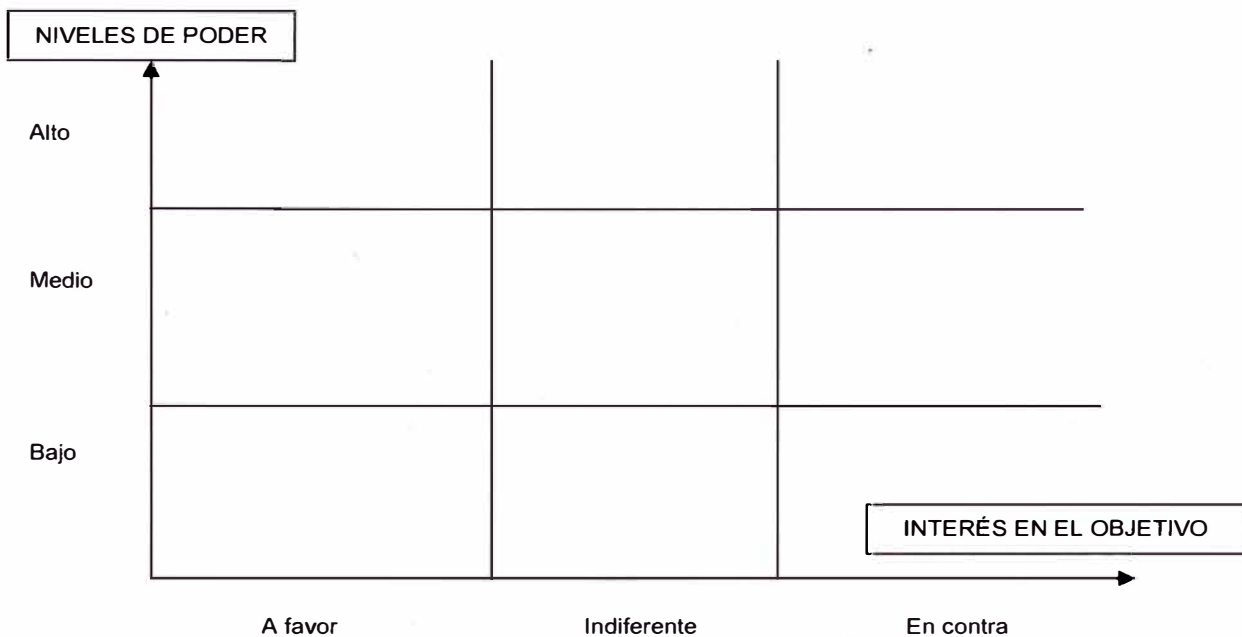 NIVELES DE PODER
Alto
Medio
Bajo
INTERÉS EN EL OBJETIVO
A favor
Indiferente
En contra